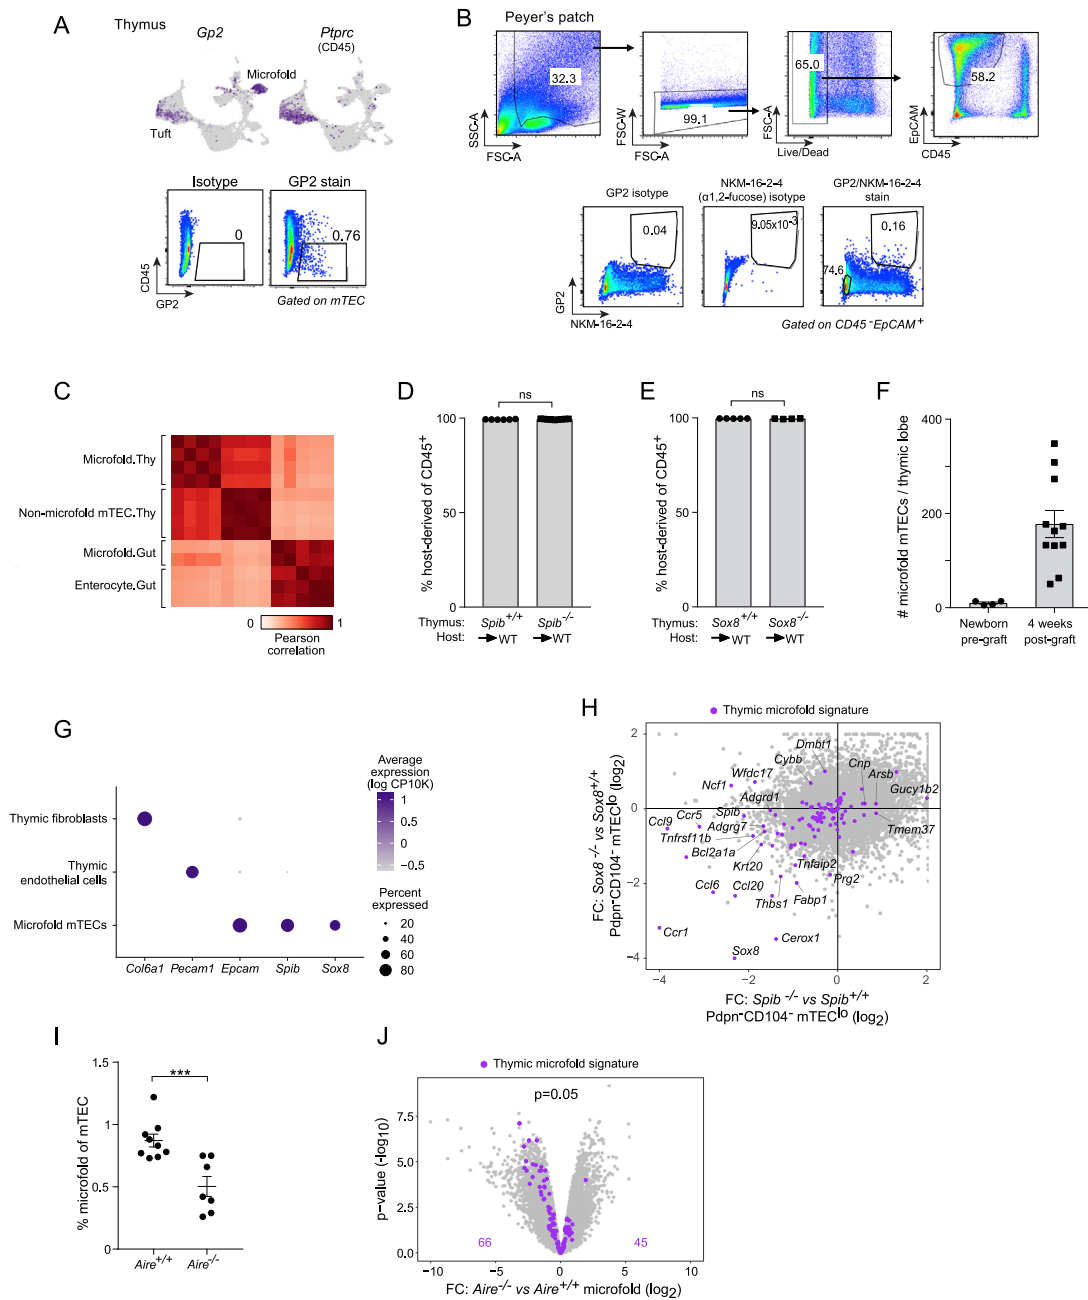 A
Thymus
Gp2
Ptprc
(CD45)
Microfold
Tuft
Isotype
GP2 stain
0
0.76
CD45
GP2
Gated on mTEC
B
Peyer's patch
32.3
SSC-A
FSC-A
99.1
FSC-W
FSC-A
65.0
FSC-A
Live/Dead
58.2
EpCAM
CD45
GP2 isotype
NKM-16-2-4
(α1,2-fucose) isotype
GP2/NKM-16-2-4
stain
0.04
9.05x10-3
0.16
74.6
GP2
NKM-16-2-4
Gated on CD45-EpCAM+
C
Microfold.Thy
Non-microfold mTEC.Thy
Microfold.Gut
Enterocyte.Gut
0
1
Pearson
correlation
D
ns
% host-derived of CD45+
100
50
0
Thymus: Spib+/+ Spib-/-
Host: WT WT
E
ns
% host-derived of CD45+
100
50
0
Thymus: Sox8+/+ Sox8-/-
Host: WT WT
F
# microfold mTECs / thymic lobe
400
200
0
Newborn
pre-graft
4 weeks
post-graft
G
Thymic fibroblasts
Thymic
endothelial cells
Microfold mTECs
Col6a1 Pecam1 Epcam Spib Sox8
Average
expression
(log CP10K)
1.0
0.5
0
−0.5
Percent
expressed
20
40
60
80
H
Thymic microfold signature
FC: Sox8-/- vs Sox8+/+
Pdpn-CD104- mTEClo (log2)
2
0
−2
−4
Dmbt1
Cybb
Wfdc17
Cnp
Arsb
Ncf1
Gucy1b2
Adgrd1
Spib
Ccr5
Ccl9
Adgrg7
Tmem37
Tnfrsf11b
Bcl2a1a
Krt20
Tnfaip2
Prg2
Ccl6
Ccl20
Thbs1
Fabp1
Ccr1
Cerox1
Sox8
−4 −2 0 2
FC: Spib -/- vs Spib+/+
Pdpn-CD104- mTEClo (log2)
I
***
% microfold of mTEC
1.5
1
0.5
0
Aire+/+ Aire-/-
J
Thymic microfold signature
p=0.05
p-value (-log10)
7.5
5.0
2.5
0.0
66
45
−10 −5 0 5 10
FC: Aire-/- vs Aire+/+ microfold (log2)